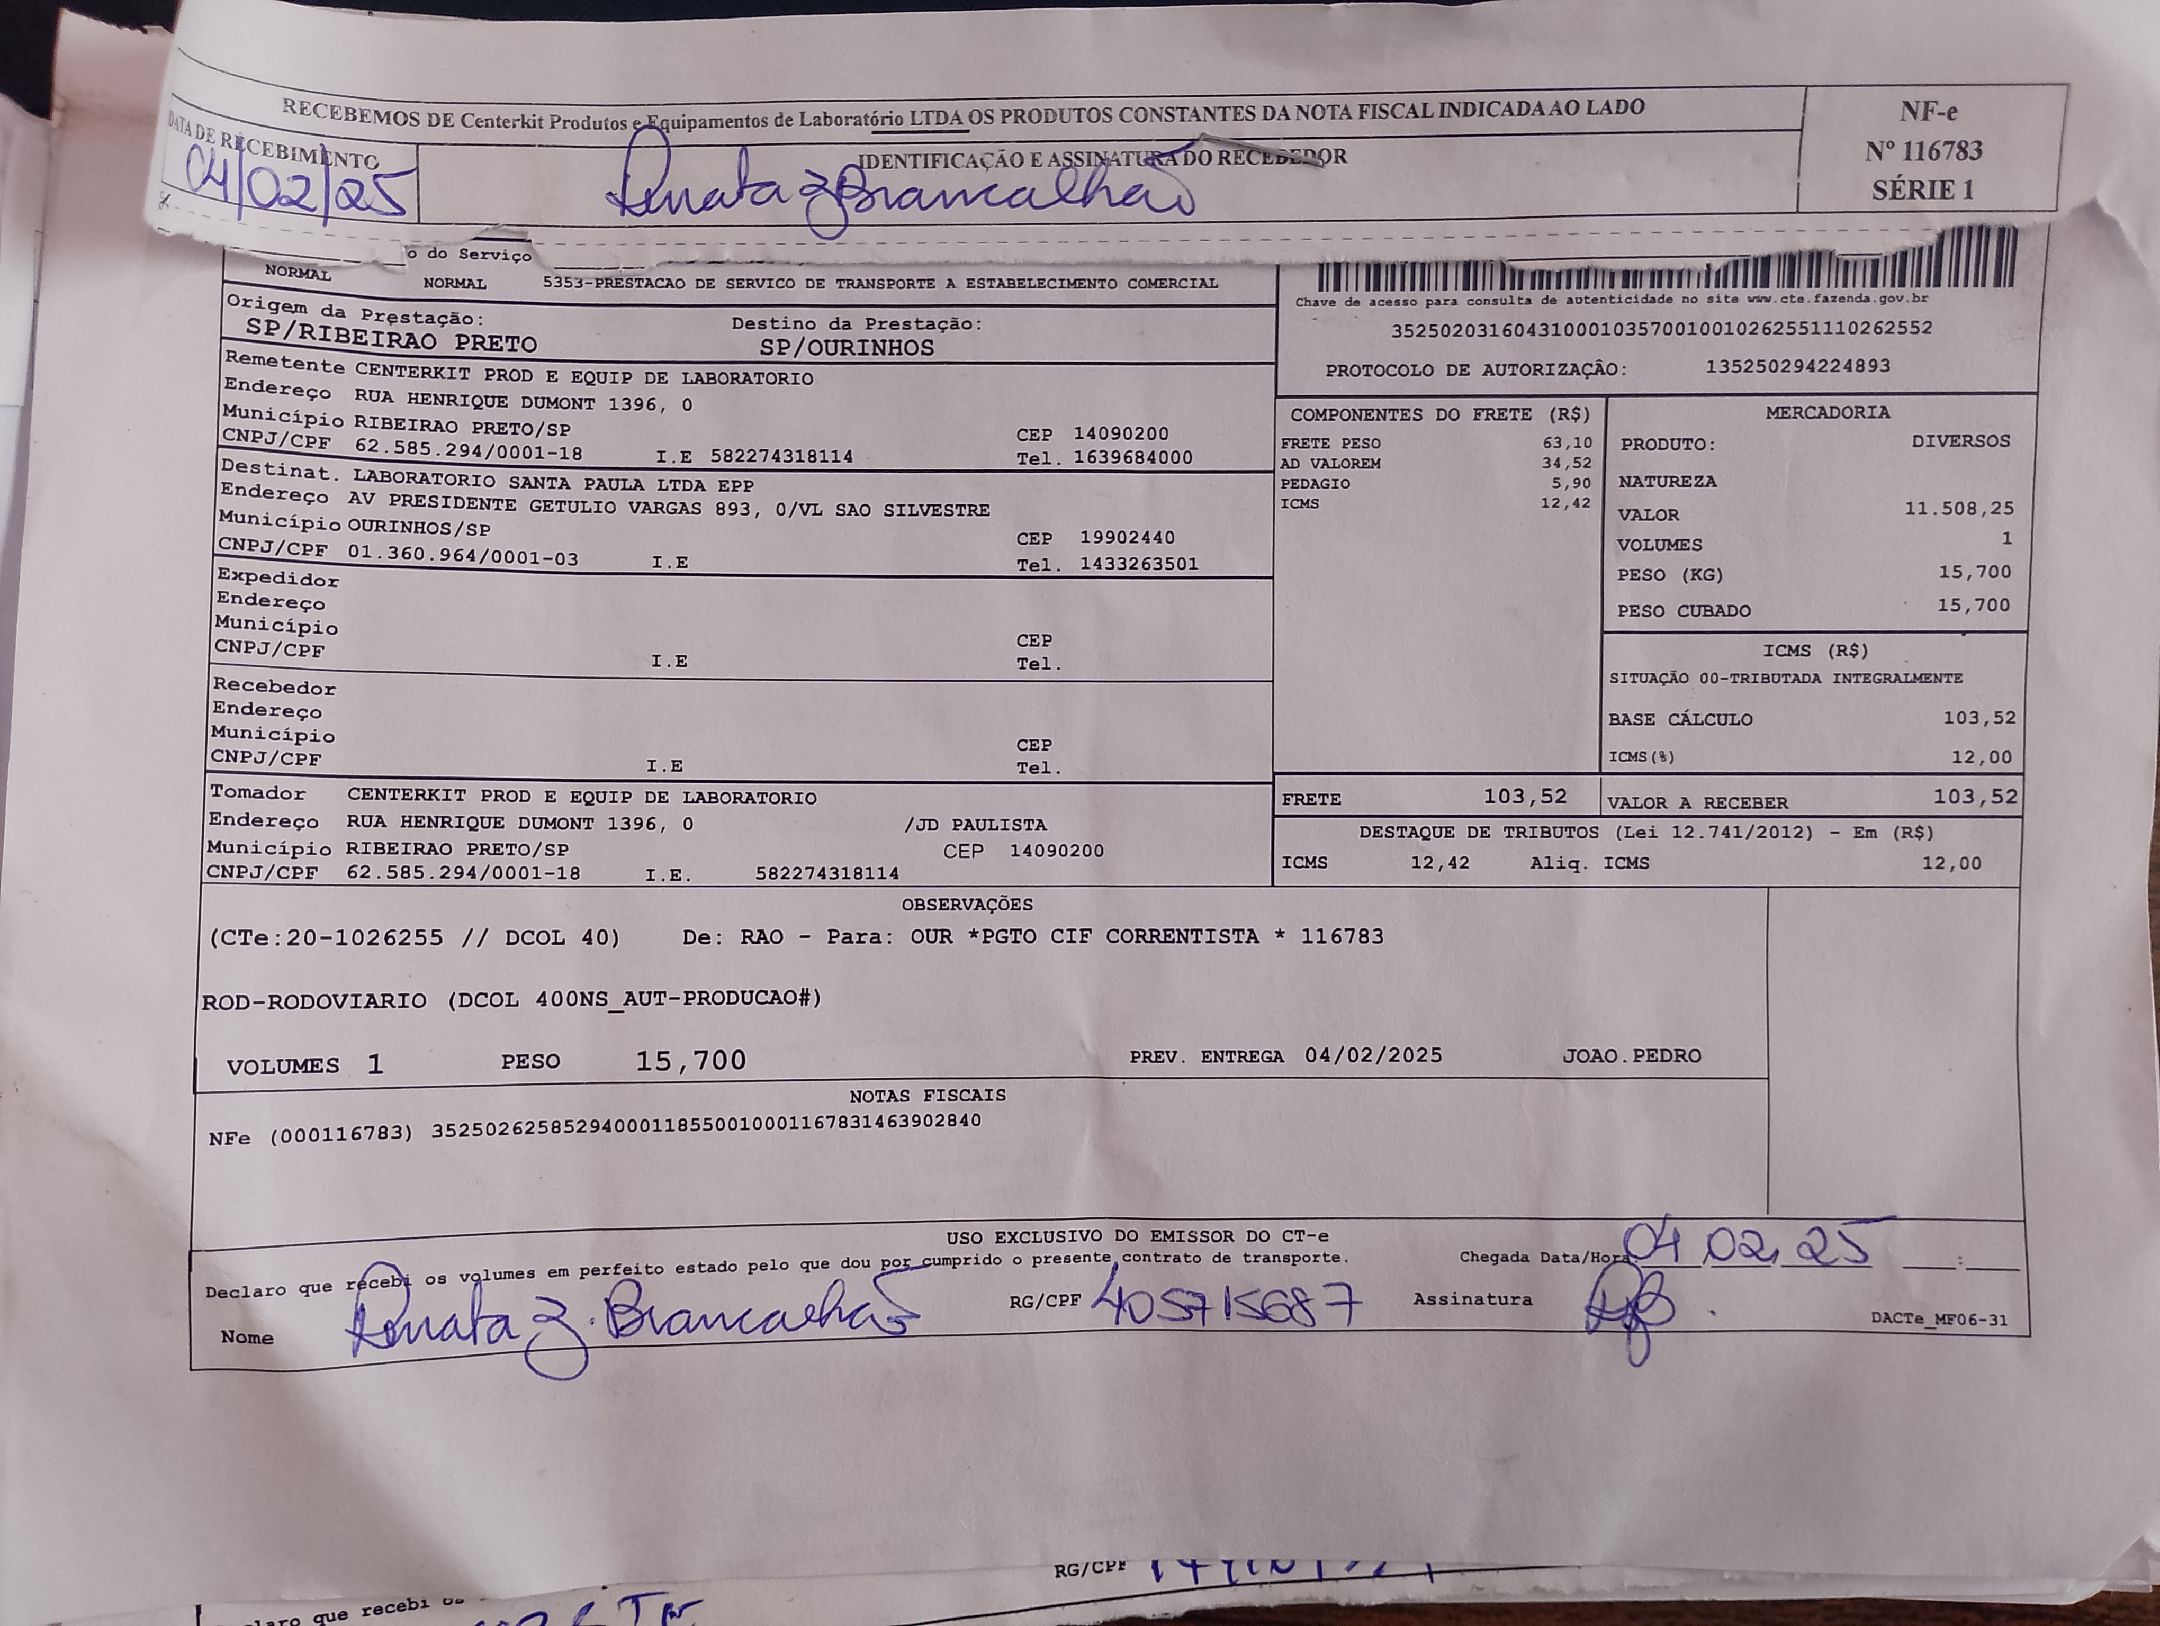 RECEBEMOS DE Centerkit Produtos e Equipamentos de Laboratório LTDA OS PRODUTOS CONSTANTES DA NOTA FISCAL INDICADA AO LADO
NF-e
Nº 116783
SÉRIE 1
DATA DE RECEBIMENTO
04/02/25
IDENTIFICAÇÃO E ASSINATURA DO RECEBEDOR
Renata Z Brancalhão
o do Serviço
NORMAL NORMAL 5353-PRESTACAO DE SERVICO DE TRANSPORTE A ESTABELECIMENTO COMERCIAL
Chave de acesso para consulta de autenticidade no site www.cte.fazenda.gov.br
35250203160431000103570010010262551110262552
PROTOCOLO DE AUTORIZAÇÂO: 135250294224893
Origem da Prestação: Destino da Prestação:
SP/RIBEIRAO PRETO SP/OURINHOS
Remetente CENTERKIT PROD E EQUIP DE LABORATORIO
Endereço RUA HENRIQUE DUMONT 1396, 0
Município RIBEIRAO PRETO/SP CEP 14090200
CNPJ/CPF 62.585.294/0001-18 I.E 582274318114 Tel. 1639684000
Destinat. LABORATORIO SANTA PAULA LTDA EPP
Endereço AV PRESIDENTE GETULIO VARGAS 893, 0/VL SAO SILVESTRE
Município OURINHOS/SP CEP 19902440
CNPJ/CPF 01.360.964/0001-03 I.E Tel. 1433263501
Expedidor
Endereço
Município CEP
CNPJ/CPF I.E Tel.
Recebedor
Endereço
Município CEP
CNPJ/CPF I.E Tel.
Tomador CENTERKIT PROD E EQUIP DE LABORATORIO
Endereço RUA HENRIQUE DUMONT 1396, 0 /JD PAULISTA
Município RIBEIRAO PRETO/SP CEP 14090200
CNPJ/CPF 62.585.294/0001-18 I.E. 582274318114
COMPONENTES DO FRETE (R$)
FRETE PESO 63,10
AD VALOREM 34,52
PEDAGIO 5,90
ICMS 12,42
MERCADORIA
PRODUTO: DIVERSOS
NATUREZA
VALOR 11.508,25
VOLUMES 1
PESO (KG) 15,700
PESO CUBADO 15,700
ICMS (R$)
SITUAÇÃO 00-TRIBUTADA INTEGRALMENTE
BASE CÁLCULO 103,52
ICMS(%) 12,00
FRETE 103,52 VALOR A RECEBER 103,52
DESTAQUE DE TRIBUTOS (Lei 12.741/2012) - Em (R$)
ICMS 12,42 Aliq. ICMS 12,00
OBSERVAÇÕES
(CTe:20-1026255 // DCOL 40) De: RAO - Para: OUR *PGTO CIF CORRENTISTA * 116783
ROD-RODOVIARIO (DCOL 400NS_AUT-PRODUCAO#)
VOLUMES 1 PESO 15,700 PREV. ENTREGA 04/02/2025 JOAO.PEDRO
NOTAS FISCAIS
NFe (000116783) 35250262585294000118550010001167831463902840
USO EXCLUSIVO DO EMISSOR DO CT-e
Declaro que recebi os volumes em perfeito estado pelo que dou por cumprido o presente contrato de transporte. Chegada Data/Hora 04 02 25 :
Nome Renata Z. Brancalhão RG/CPF 405715687 Assinatura
DACTe_MF06-31
RG/CPF
que recebi